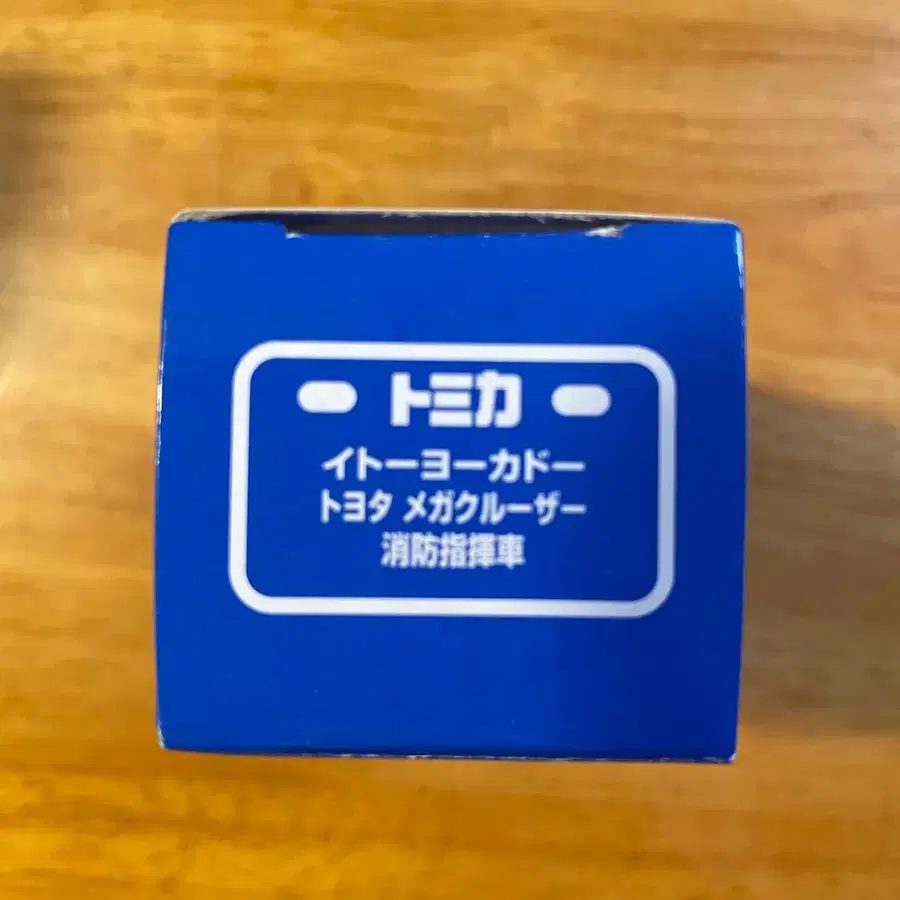 トミカ
イトーヨーカドー
トヨタ メガクルーザー
消防指揮車